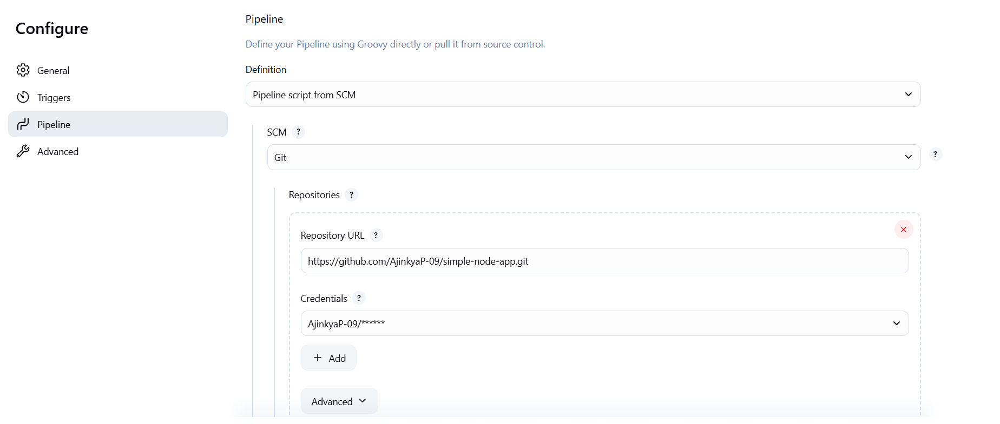 Configure
General
Triggers
Pipeline
Advanced
Pipeline
Define your Pipeline using Groovy directly or pull it from source control.
Definition
Pipeline script from SCM
SCM ?
Git
?
Repositories ?
Repository URL ?
https://github.com/AjinkyaP-09/simple-node-app.git
Credentials ?
AjinkyaP-09/******
+ Add
Advanced